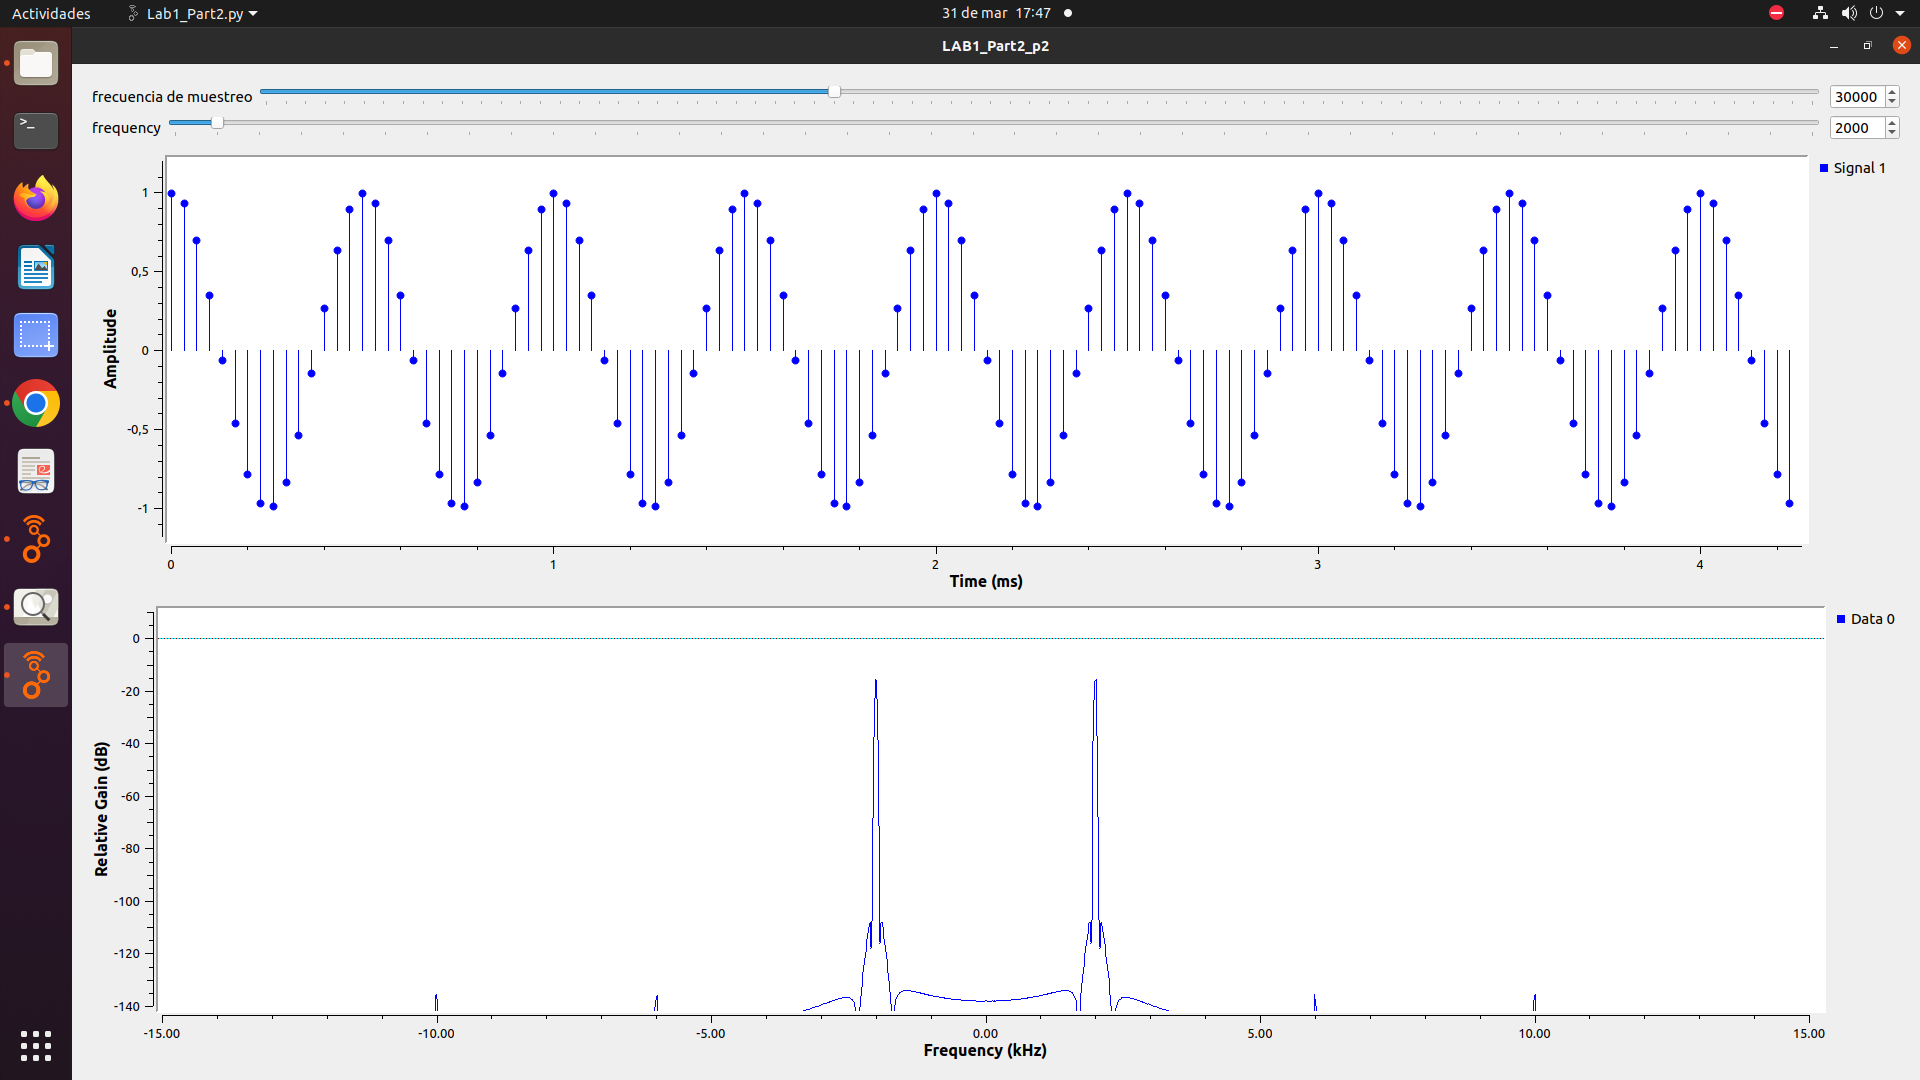 Actividades Lab1_Part2.py 31 de mar 17:47
LAB1_Part2_p2
frecuencia de muestreo 30000
frequency 2000
Signal 1
Amplitude
1
0,5
0
-0,5
-1
0 1 2 3 4
Time (ms)
Data 0
Relative Gain (dB)
0
-20
-40
-60
-80
-100
-120
-140
-15.00 -10.00 -5.00 0.00 5.00 10.00 15.00
Frequency (kHz)